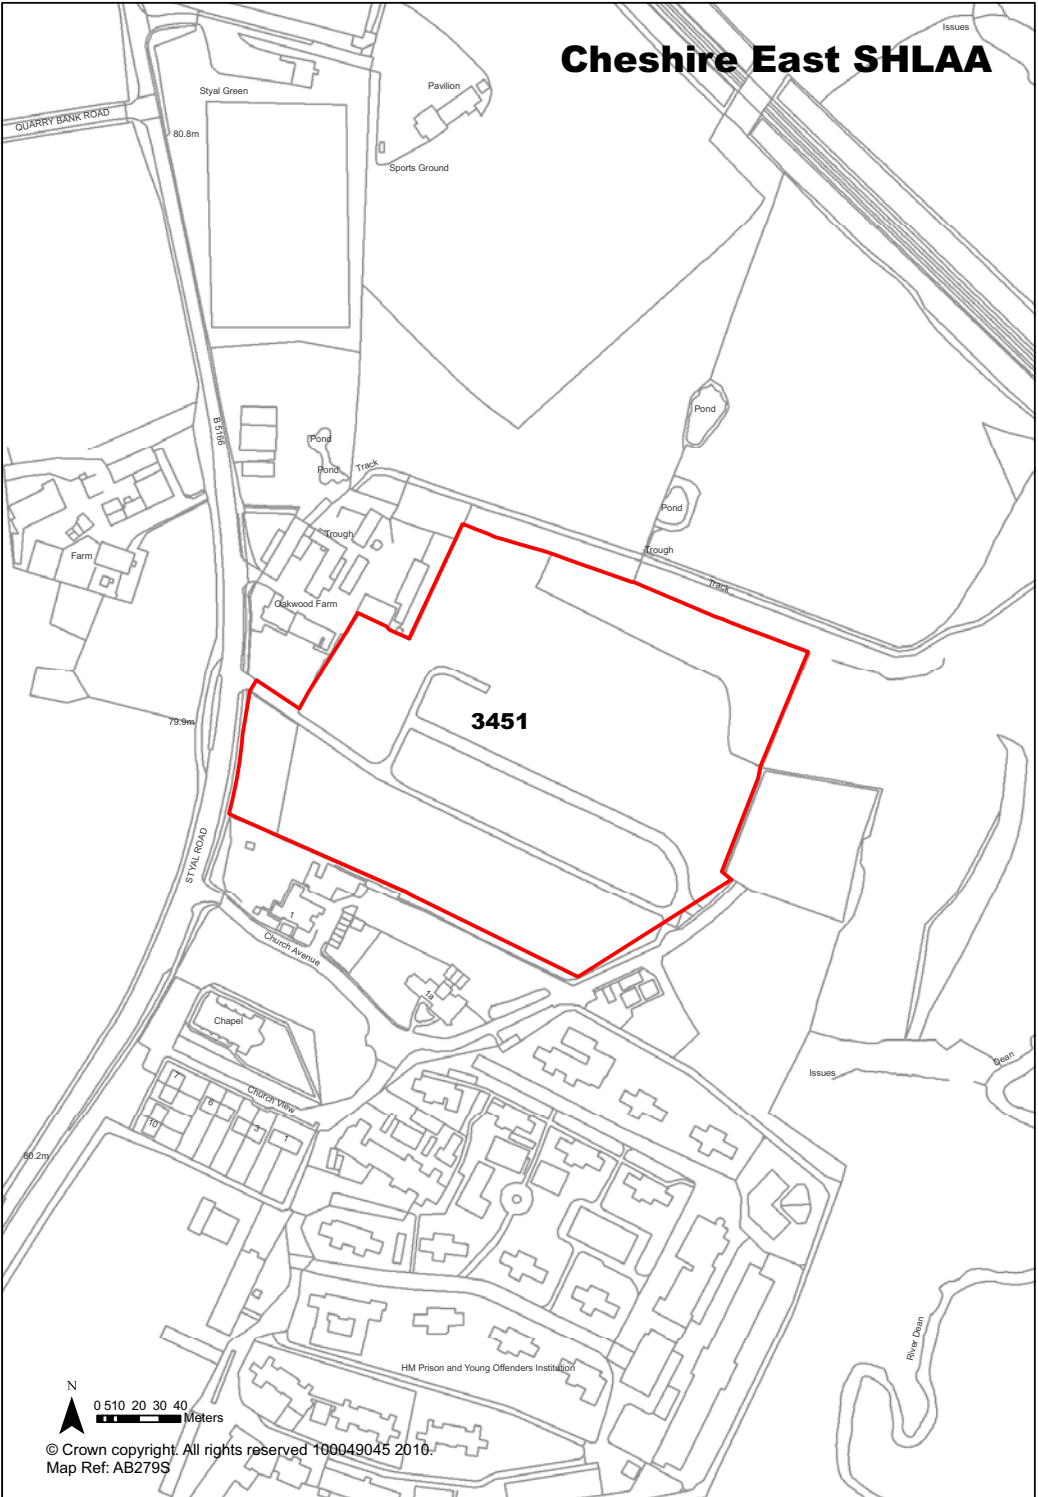 Issues
Cheshire East SHLAA
Pavilion
Styal Green
QUARRY BANK ROAD
80.8m
Sports Ground
Pond
B 5166
Pond
Pond
Track
Pond
Trough
Trough
Farm
Track
Oakwood Farm
3451
79.9m
STYAL ROAD
1
Church Avenue
1a
Chapel
Issues
Dean
7
Church View
6
10
3
1
80.2m
River Dean
HM Prison and Young Offenders Institution
N
0 510 20 30 40
Meters
© Crown copyright. All rights reserved 100049045 2010.
Map Ref: AB279S